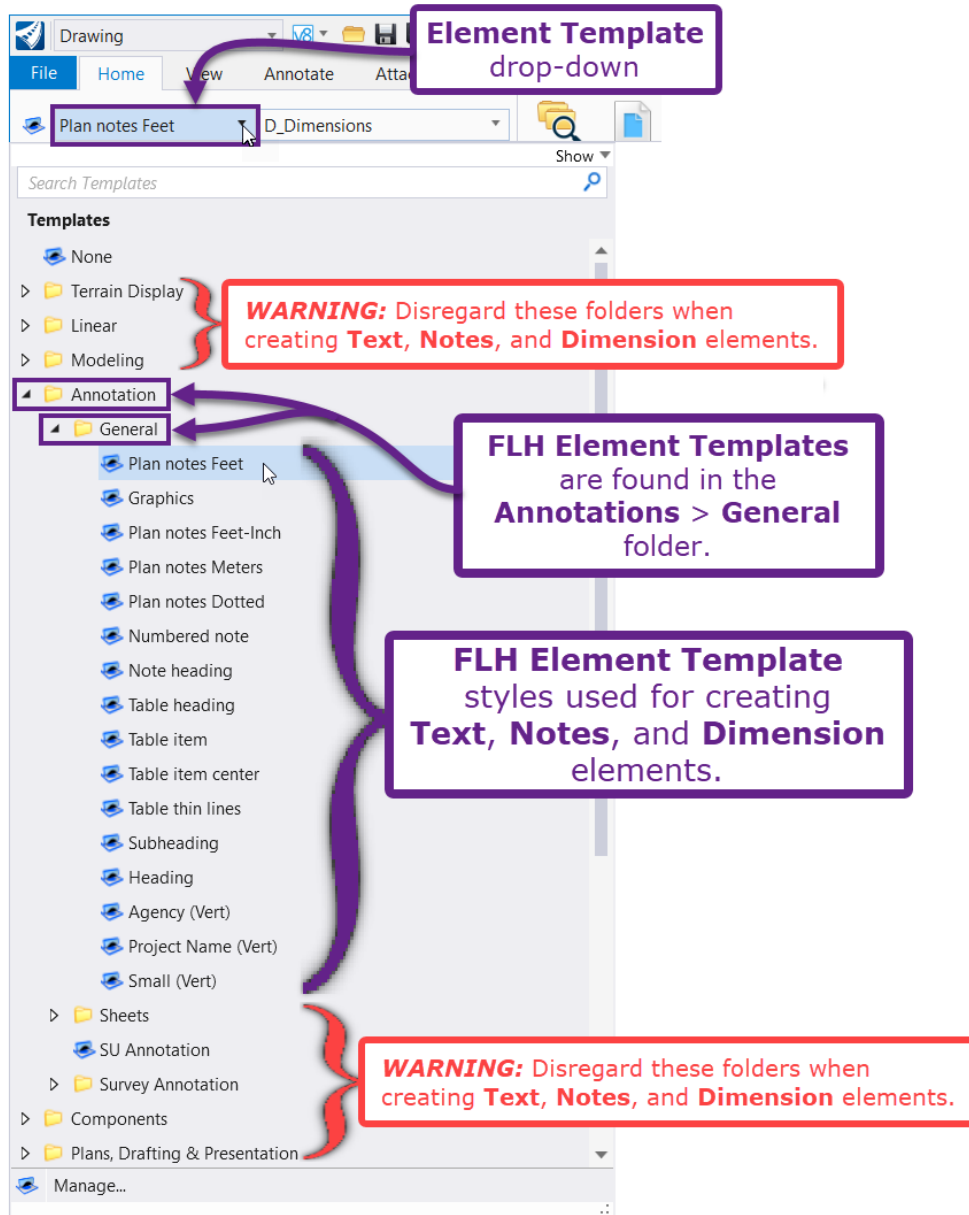 Drawing
V8
Element Template
drop-down
File Home View Annotate
Plan notes Feet D_Dimensions
Show
Search Templates
Templates
None
Terrain Display
Linear
Modeling
WARNING: Disregard these folders when
creating Text, Notes, and Dimension elements.
Annotation
General
Plan notes Feet
Graphics
Plan notes Feet-Inch
Plan notes Meters
Plan notes Dotted
Numbered note
Note heading
Table heading
Table item
Table item center
Table thin lines
Subheading
Heading
Agency (Vert)
Project Name (Vert)
Small (Vert)
FLH Element Templates
are found in the
Annotations > General
folder.
FLH Element Template
styles used for creating
Text, Notes, and Dimension
elements.
Sheets
SU Annotation
Survey Annotation
Components
Plans, Drafting & Presentation
WARNING: Disregard these folders when
creating Text, Notes, and Dimension elements.
Manage...